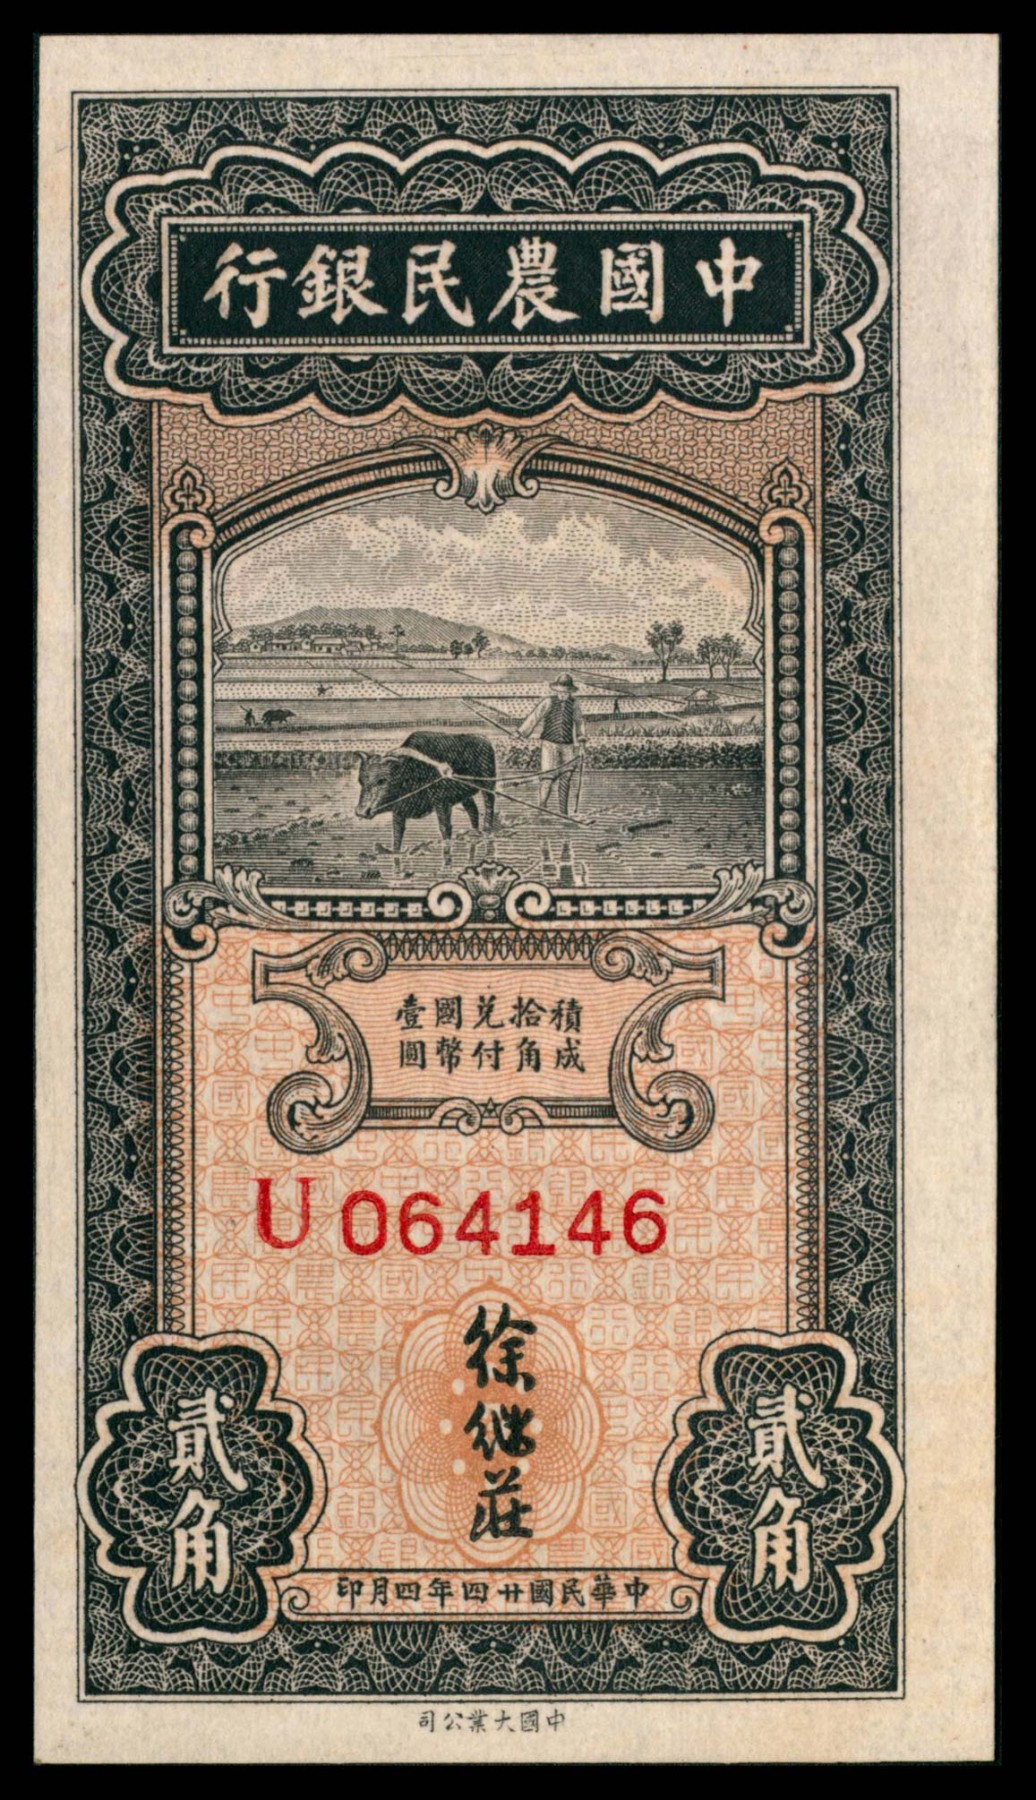 中國農民銀行
積成拾角兌付國幣壹圓
U 064146
徐継莊
貳角
貳角
中華民國廿四年四月印
中國大業公司